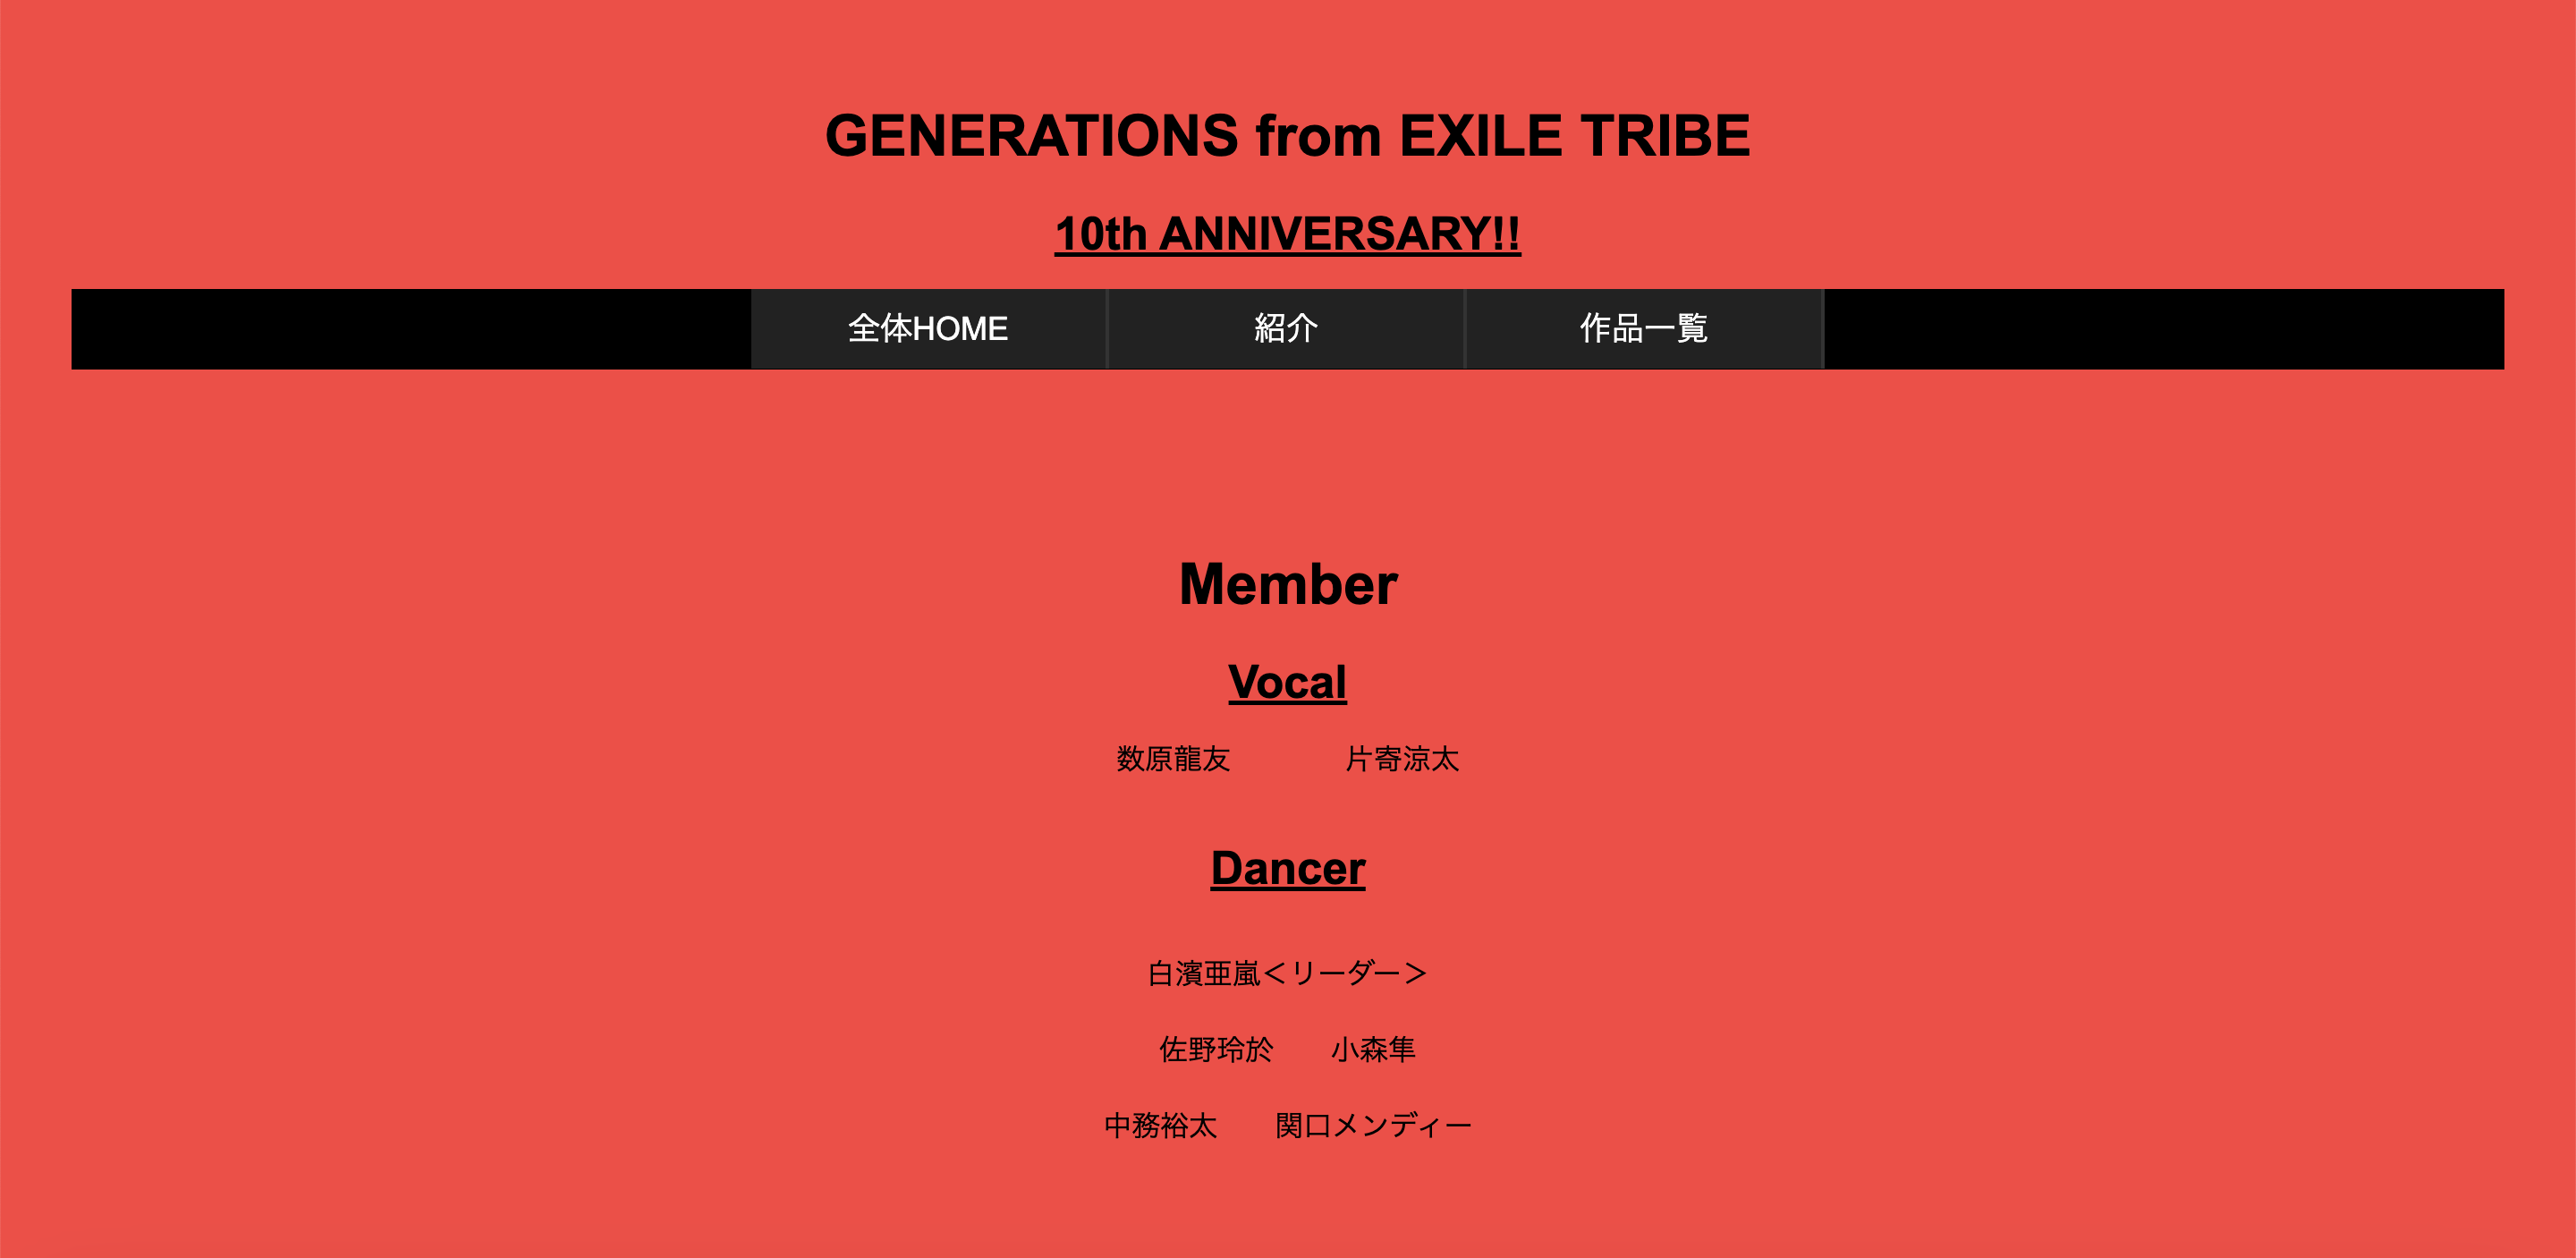 GENERATIONS from EXILE TRIBE
10th ANNIVERSARY!!
全体HOME 紹介 作品一覧
Member
Vocal
数原龍友 片寄涼太
Dancer
白濱亜嵐＜リーダー＞
佐野玲於 小森隼
中務裕太 関口メンディー